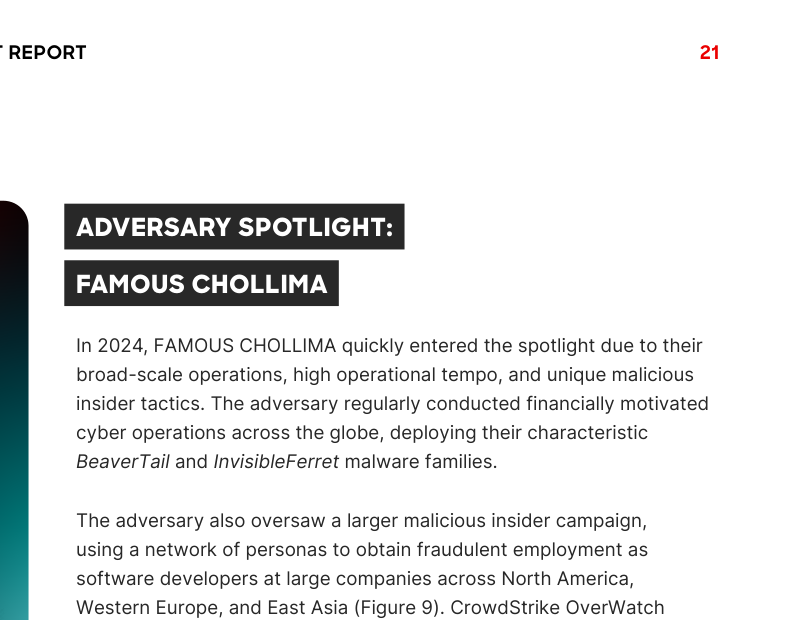 REPORT
21
ADVERSARY SPOTLIGHT:
FAMOUS CHOLLIMA
In 2024, FAMOUS CHOLLIMA quickly entered the spotlight due to their
broad-scale operations, high operational tempo, and unique malicious
insider tactics. The adversary regularly conducted financially motivated
cyber operations across the globe, deploying their characteristic
BeaverTail and InvisibleFerret malware families.
The adversary also oversaw a larger malicious insider campaign,
using a network of personas to obtain fraudulent employment as
software developers at large companies across North America,
Western Europe, and East Asia (Figure 9). CrowdStrike OverWatch